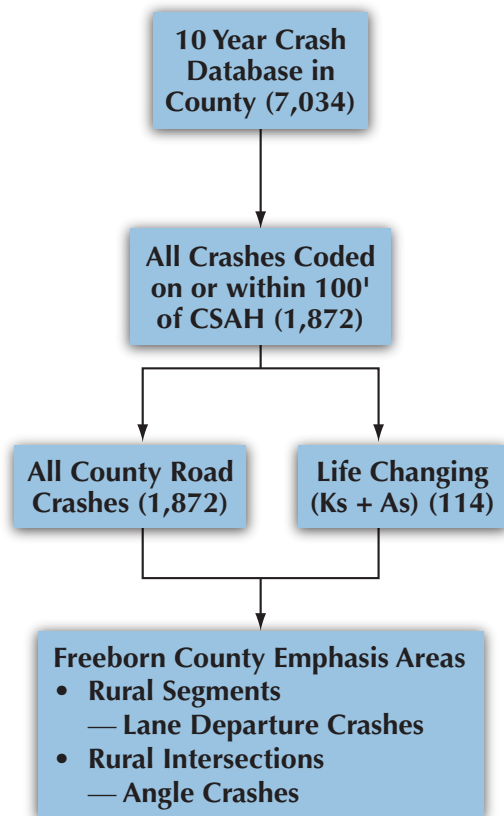 10 Year Crash
Database in
County (7,034)
All Crashes Coded
on or within 100'
of CSAH (1,872)
All County Road
Crashes (1,872)
Life Changing
(Ks + As) (114)
Freeborn County Emphasis Areas
• Rural Segments
— Lane Departure Crashes
• Rural Intersections
— Angle Crashes